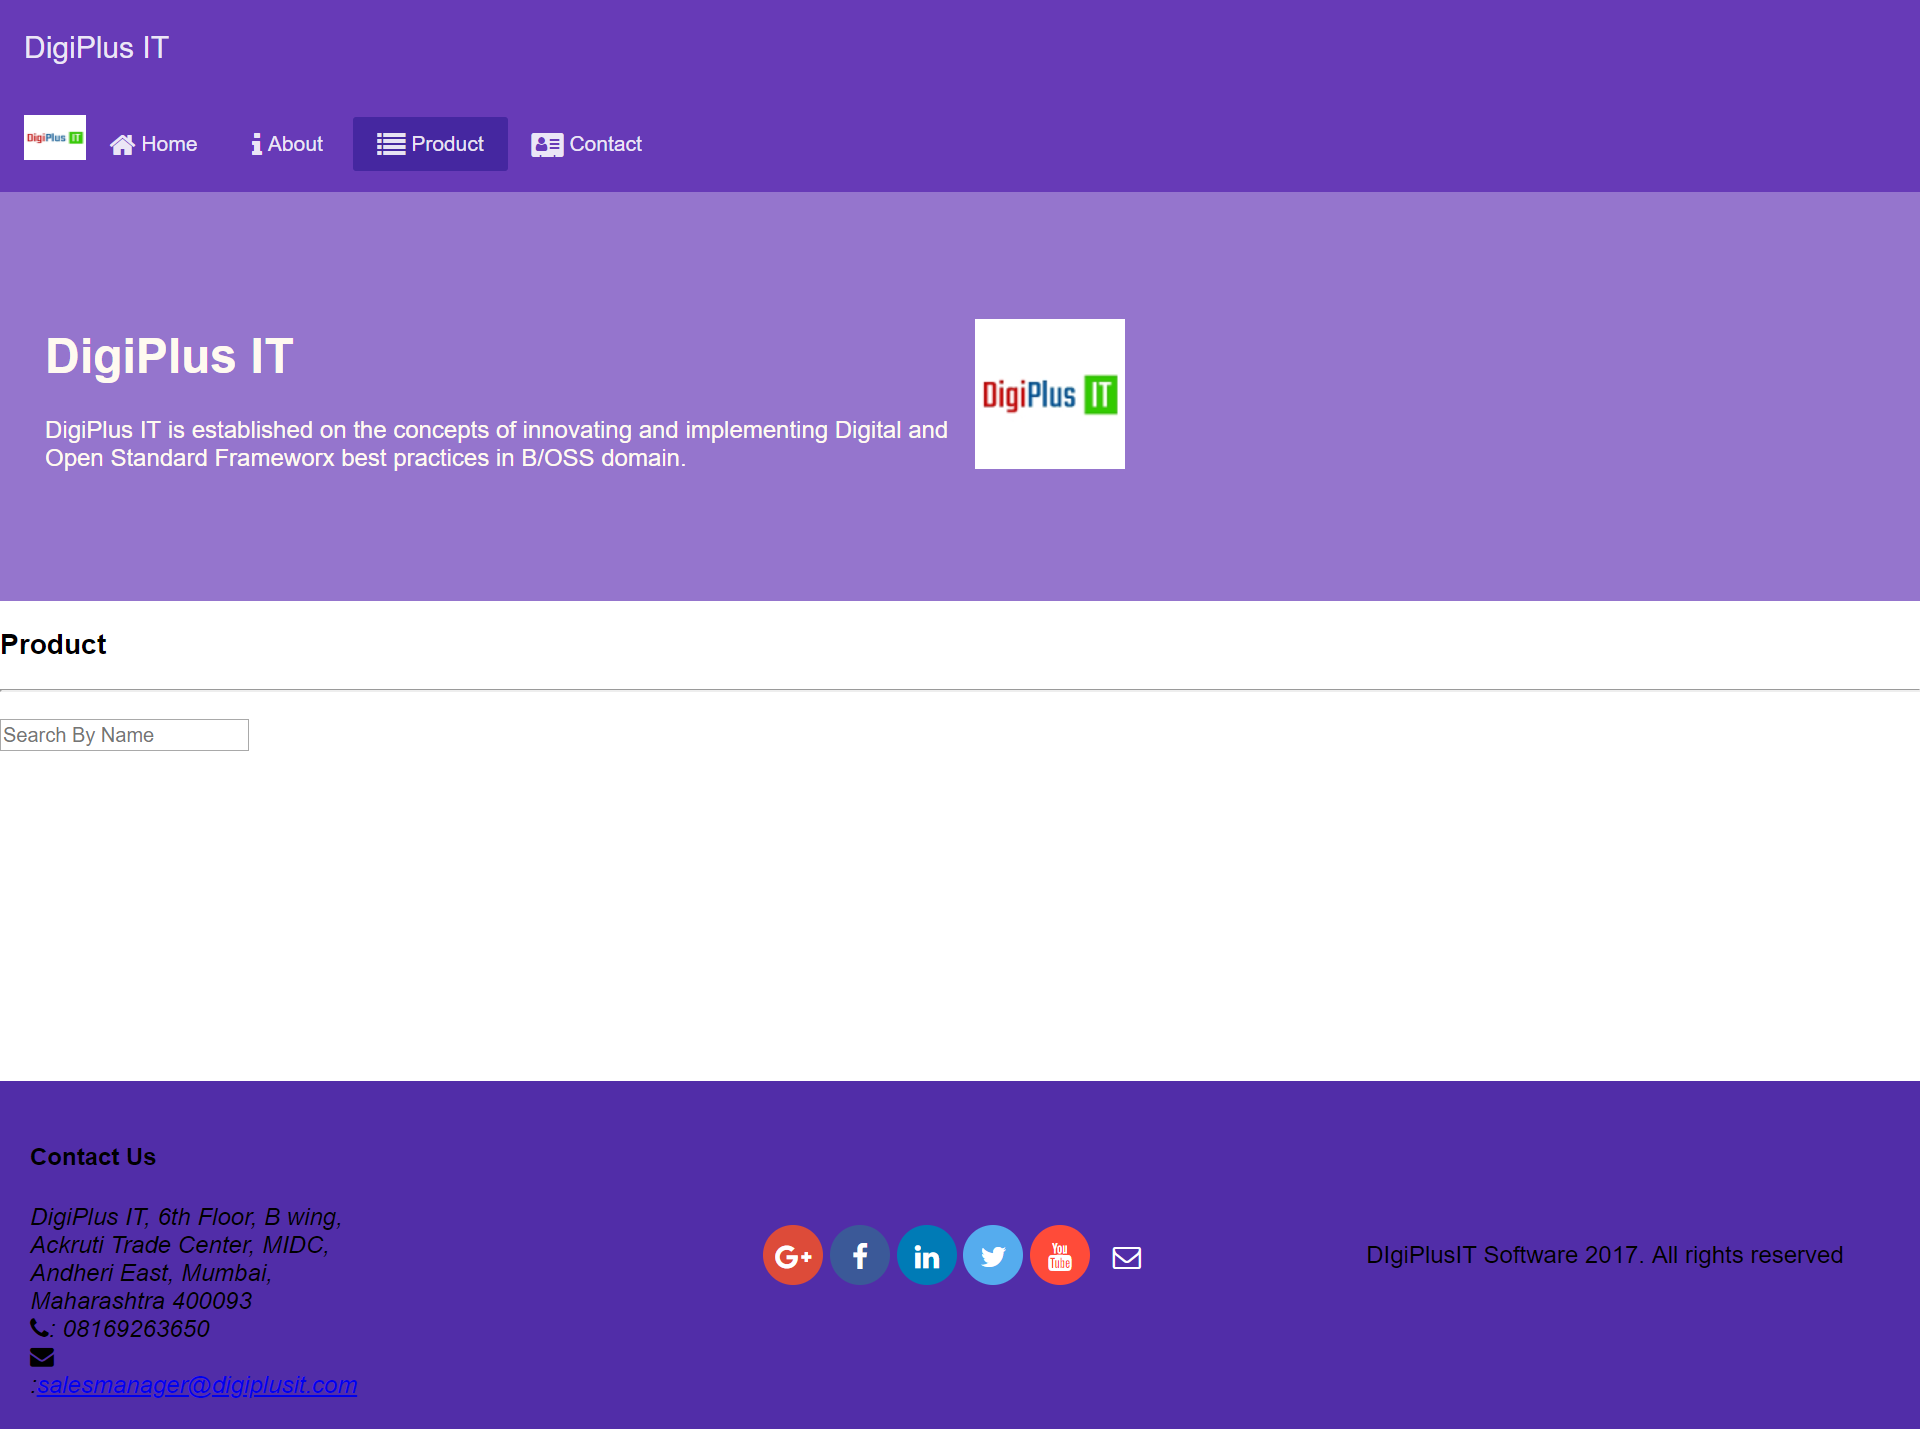 DigiPlus IT
DigiPlus IT
Home
About
Product
Contact
DigiPlus IT
DigiPlus IT is established on the concepts of innovating and implementing Digital and
Open Standard Frameworx best practices in B/OSS domain.
DigiPlus IT
Product
Search By Name
Contact Us
DigiPlus IT, 6th Floor, B wing,
Ackruti Trade Center, MIDC,
Andheri East, Mumbai,
Maharashtra 400093
: 08169263650
:salesmanager@digiplusit.com
G+
f
in
You
Tube
DIgiPlusIT Software 2017. All rights reserved